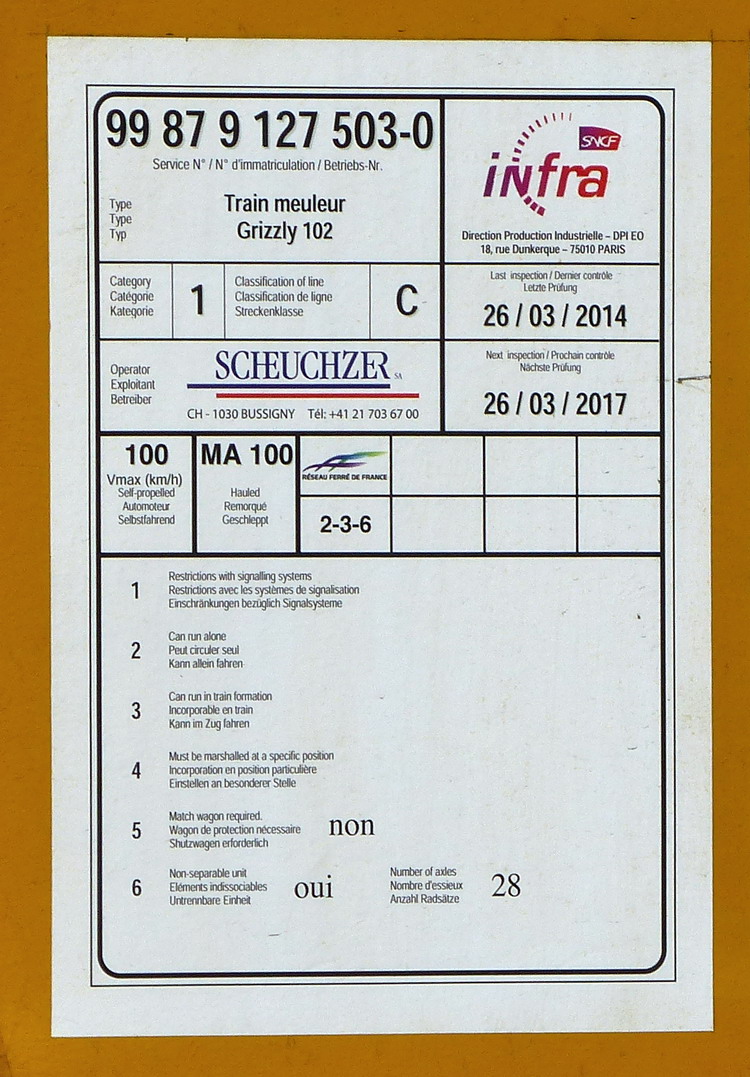 99 87 9 127 503-0
Service N° / N° d'immatriculation / Betriebs-Nr.
Type
Type
Typ
Train meuleur
Grizzly 102
SNCF
infra
Direction Production Industrielle – DPI EO
18, rue Dunkerque – 75010 PARIS
Category
Catégorie
Kategorie
1
Classification of line
Classification de ligne
Streckenklasse
C
Last inspection / Dernier contrôle
Letzte Prüfung
26 / 03 / 2014
Operator
Exploitant
Betreiber
SCHEUCHZER SA
CH - 1030 BUSSIGNY Tél: +41 21 703 67 00
Next inspection / Prochain contrôle
Nächste Prüfung
26 / 03 / 2017
100
Vmax (km/h)
Self-propelled
Automoteur
Selbstfahrend
MA 100
Hauled
Remorqué
Geschleppt
RÉSEAU FERRÉ DE FRANCE
2-3-6
1
Restrictions with signalling systems
Restrictions avec les systèmes de signalisation
Einschränkungen bezüglich Signalsysteme
2
Can run alone
Peut circuler seul
Kann allein fahren
3
Can run in train formation
Incorporable en train
Kann im Zug fahren
4
Must be marshalled at a specific position
Incorporation en position particulière
Einstellen an besonderer Stelle
5
Match wagon required.
Wagon de protection nécessaire
Schutzwagen erforderlich
non
6
Non-separable unit
Eléments indissociables
Untrennbare Einheit
oui
Number of axles
Nombre d'essieux
Anzahl Radsätze
28